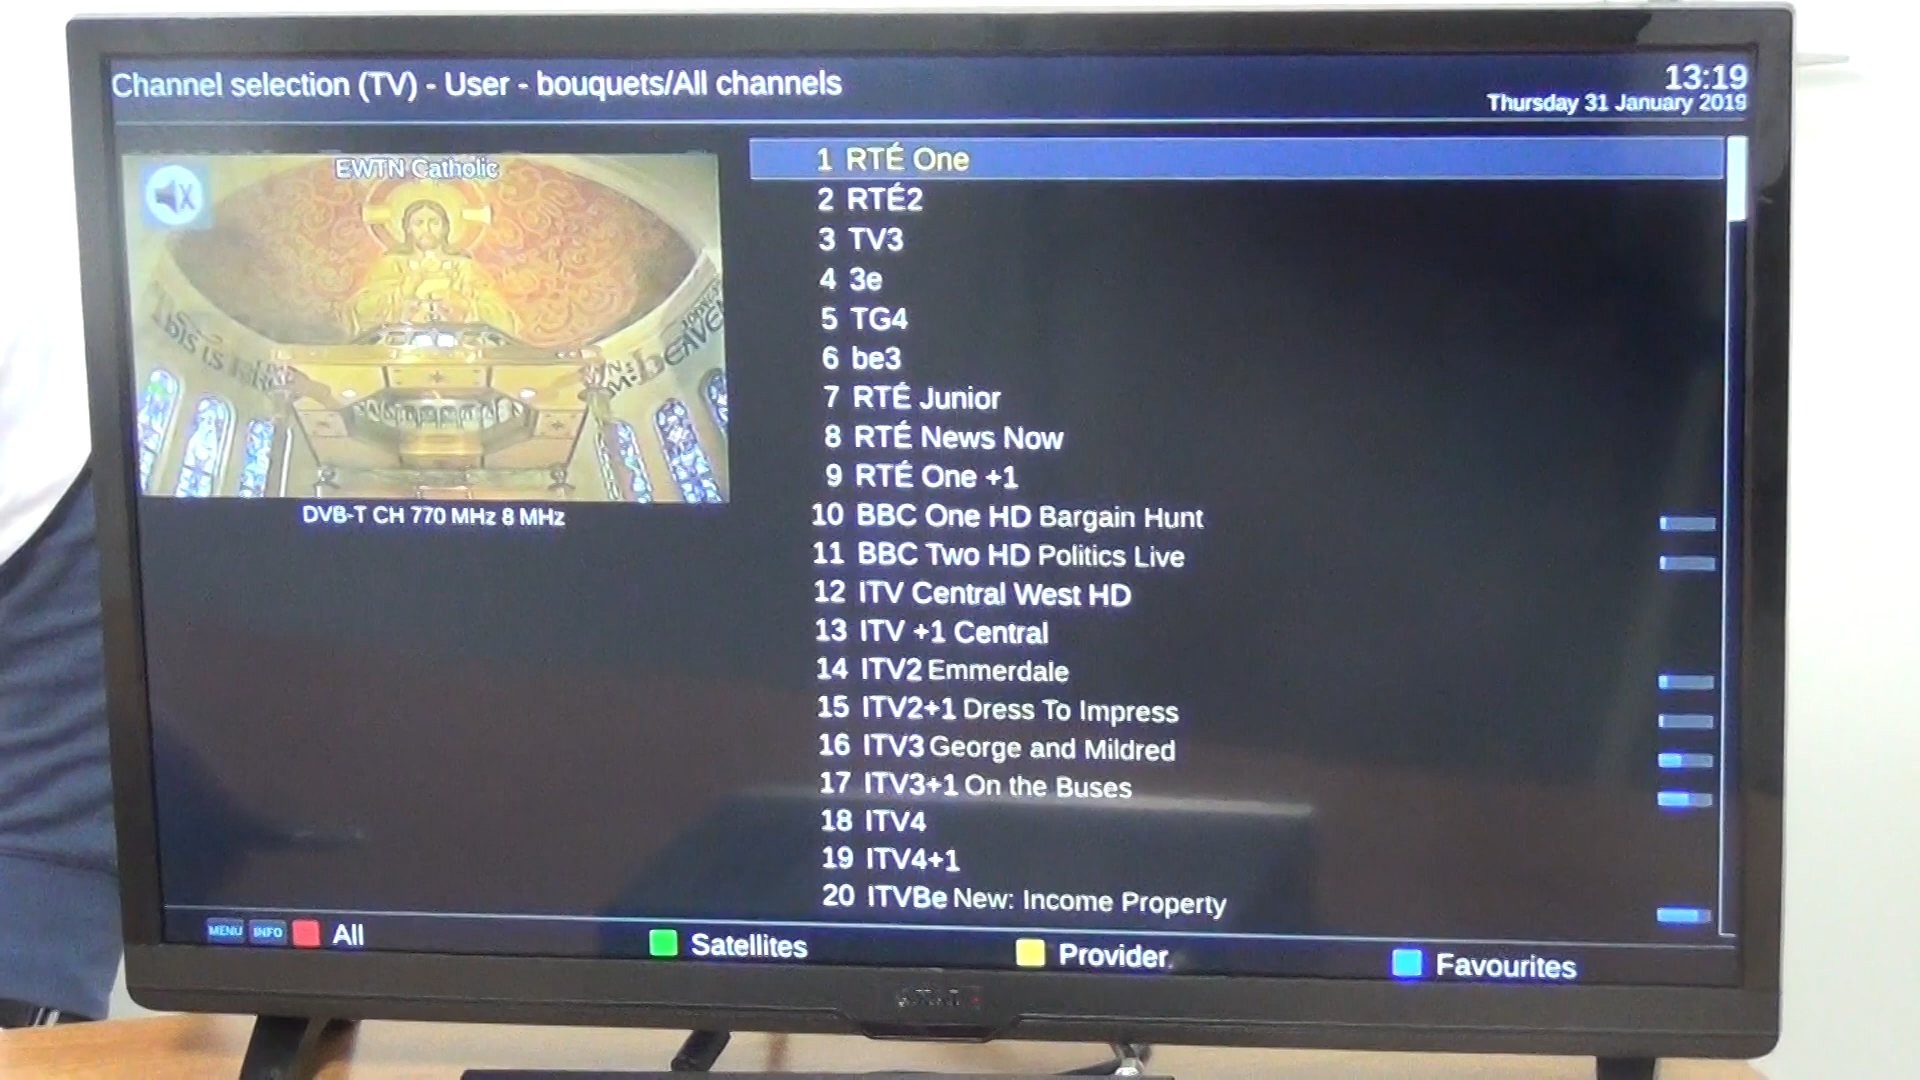 Channel selection (TV) - User - bouquets/All channels
13:19
Thursday 31 January 2019
EWTN Catholic
This is
HEAVEN
DVB-T CH 770 MHz 8 MHz
1 RTÉ One
2 RTÉ2
3 TV3
4 3e
5 TG4
6 be3
7 RTÉ Junior
8 RTÉ News Now
9 RTÉ One +1
10 BBC One HD Bargain Hunt
11 BBC Two HD Politics Live
12 ITV Central West HD
13 ITV +1 Central
14 ITV2 Emmerdale
15 ITV2+1 Dress To Impress
16 ITV3 George and Mildred
17 ITV3+1 On the Buses
18 ITV4
19 ITV4+1
20 ITVBe New: Income Property
MENU INFO All Satellites Provider Favourites